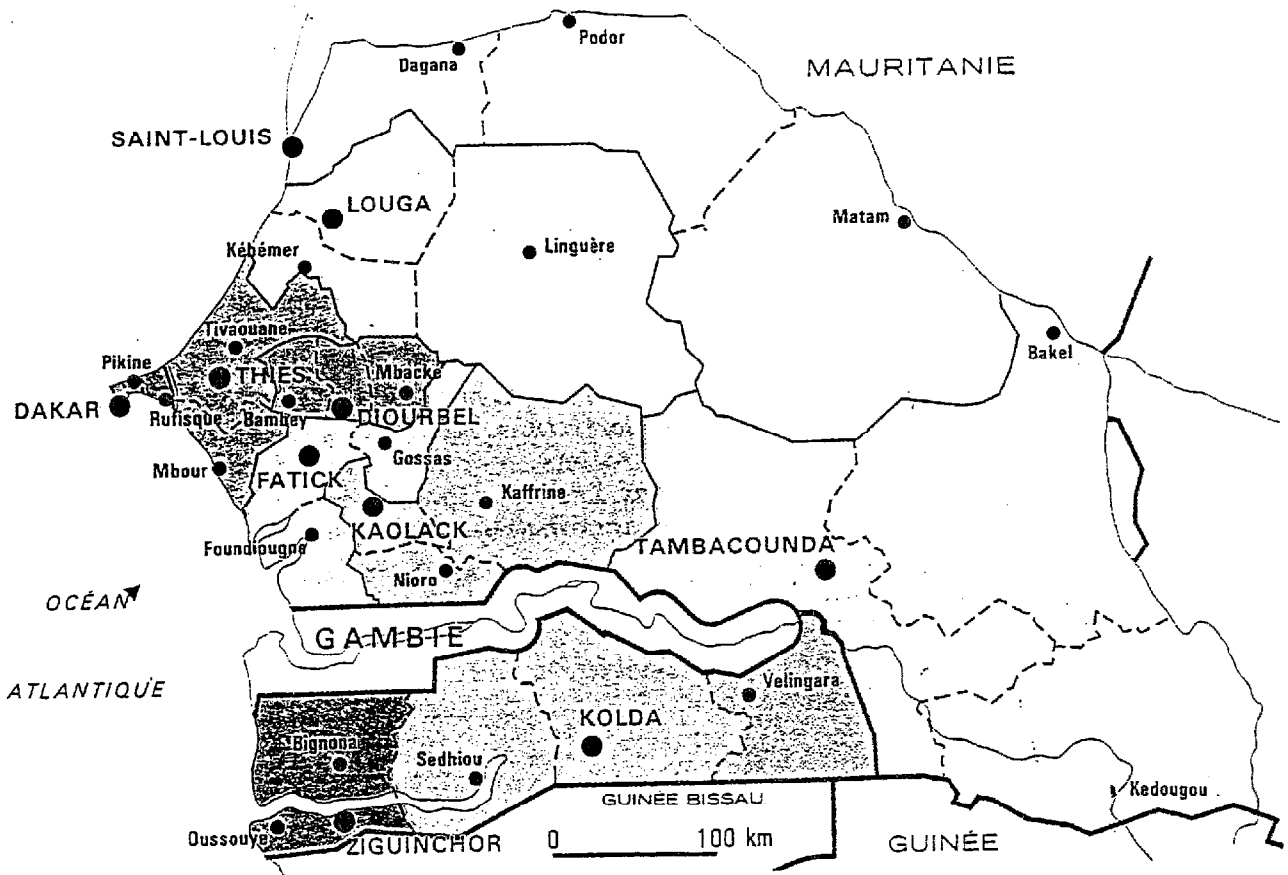 Podor
Dagana
MAURITANIE
SAINT-LOUIS
LOUGA
Matam
Kébémer
Linguère
Tivaouane
Bakel
Pikine
THIES
Mbacké
DAKAR
Rufisque
Bambey
DIOURBEL
Gossas
Mbour
FATICK
Kaffrine
KAOLACK
Foundiougne
TAMBACOUNDA
Nioro
OCÉAN
GAMBIE
ATLANTIQUE
Velingara
KOLDA
Bignona
Sedhiou
Kedougou
GUINÉE BISSAU
Oussouye
ZIGUINCHOR
0 100 km
GUINÉE